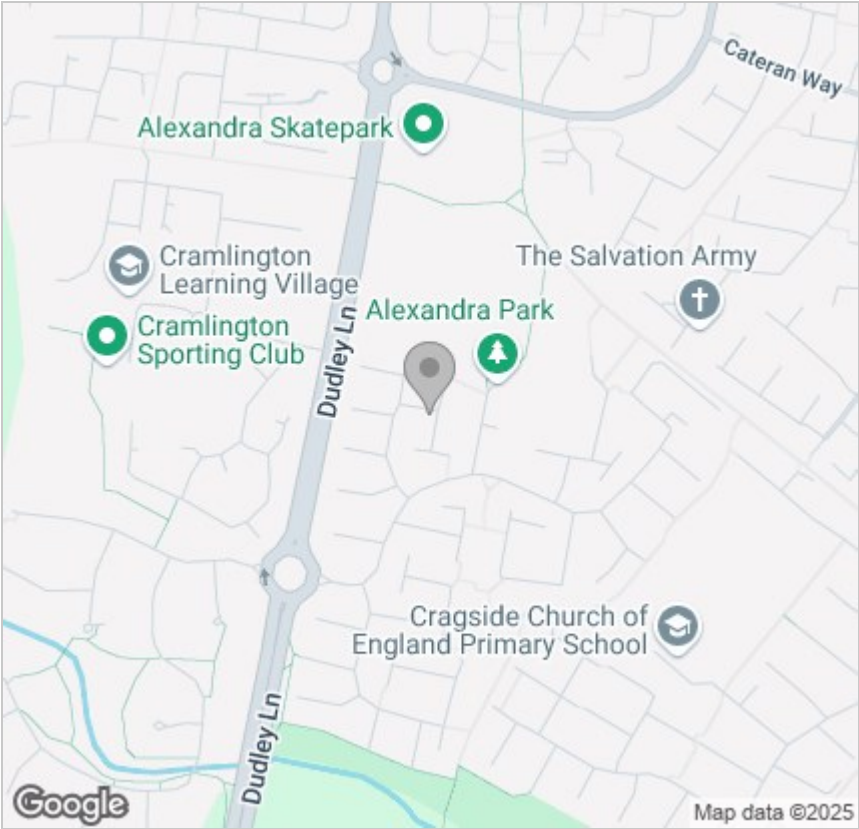 Cateran Way
Alexandra Skatepark
Cramlington
Learning Village
The Salvation Army
Alexandra Park
Cramlington
Sporting Club
Dudley Ln
Cragside Church of
England Primary School
Dudley Ln
Google
Map data ©2025